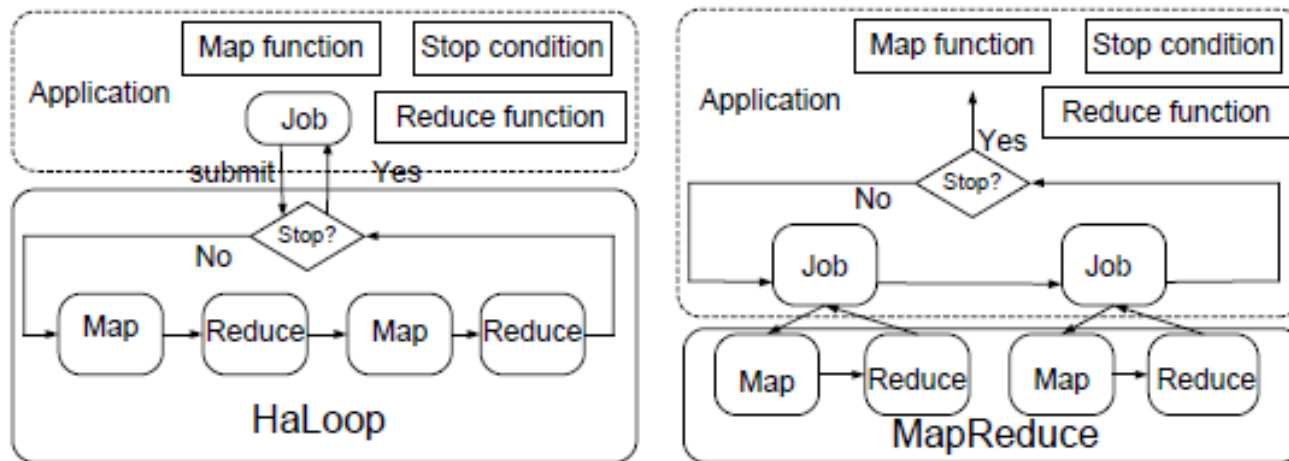 Map function
Stop condition
Application
Job
Reduce function
submit
Yes
Stop?
No
Map
Reduce
Map
Reduce
HaLoop
Map function
Stop condition
Application
Reduce function
Yes
Stop?
No
Job
Job
Map
Reduce
Map
Reduce
MapReduce